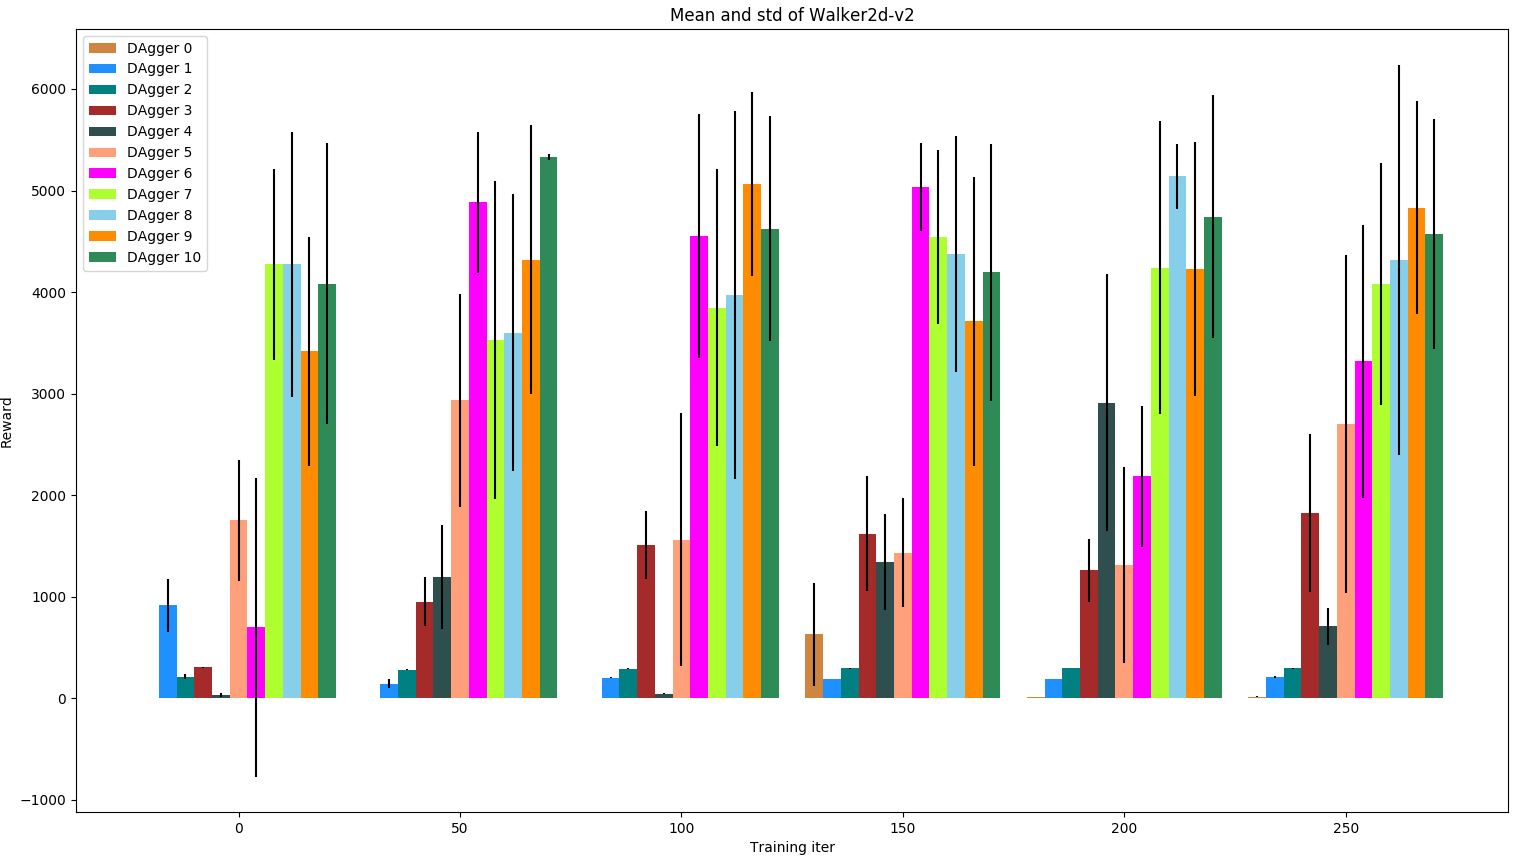 Mean and std of Walker2d-v2
DAgger 0
DAgger 1
DAgger 2
DAgger 3
DAgger 4
DAgger 5
DAgger 6
DAgger 7
DAgger 8
DAgger 9
DAgger 10
Reward
6000
5000
4000
3000
2000
1000
0
−1000
0 50 100 150 200 250
Training iter